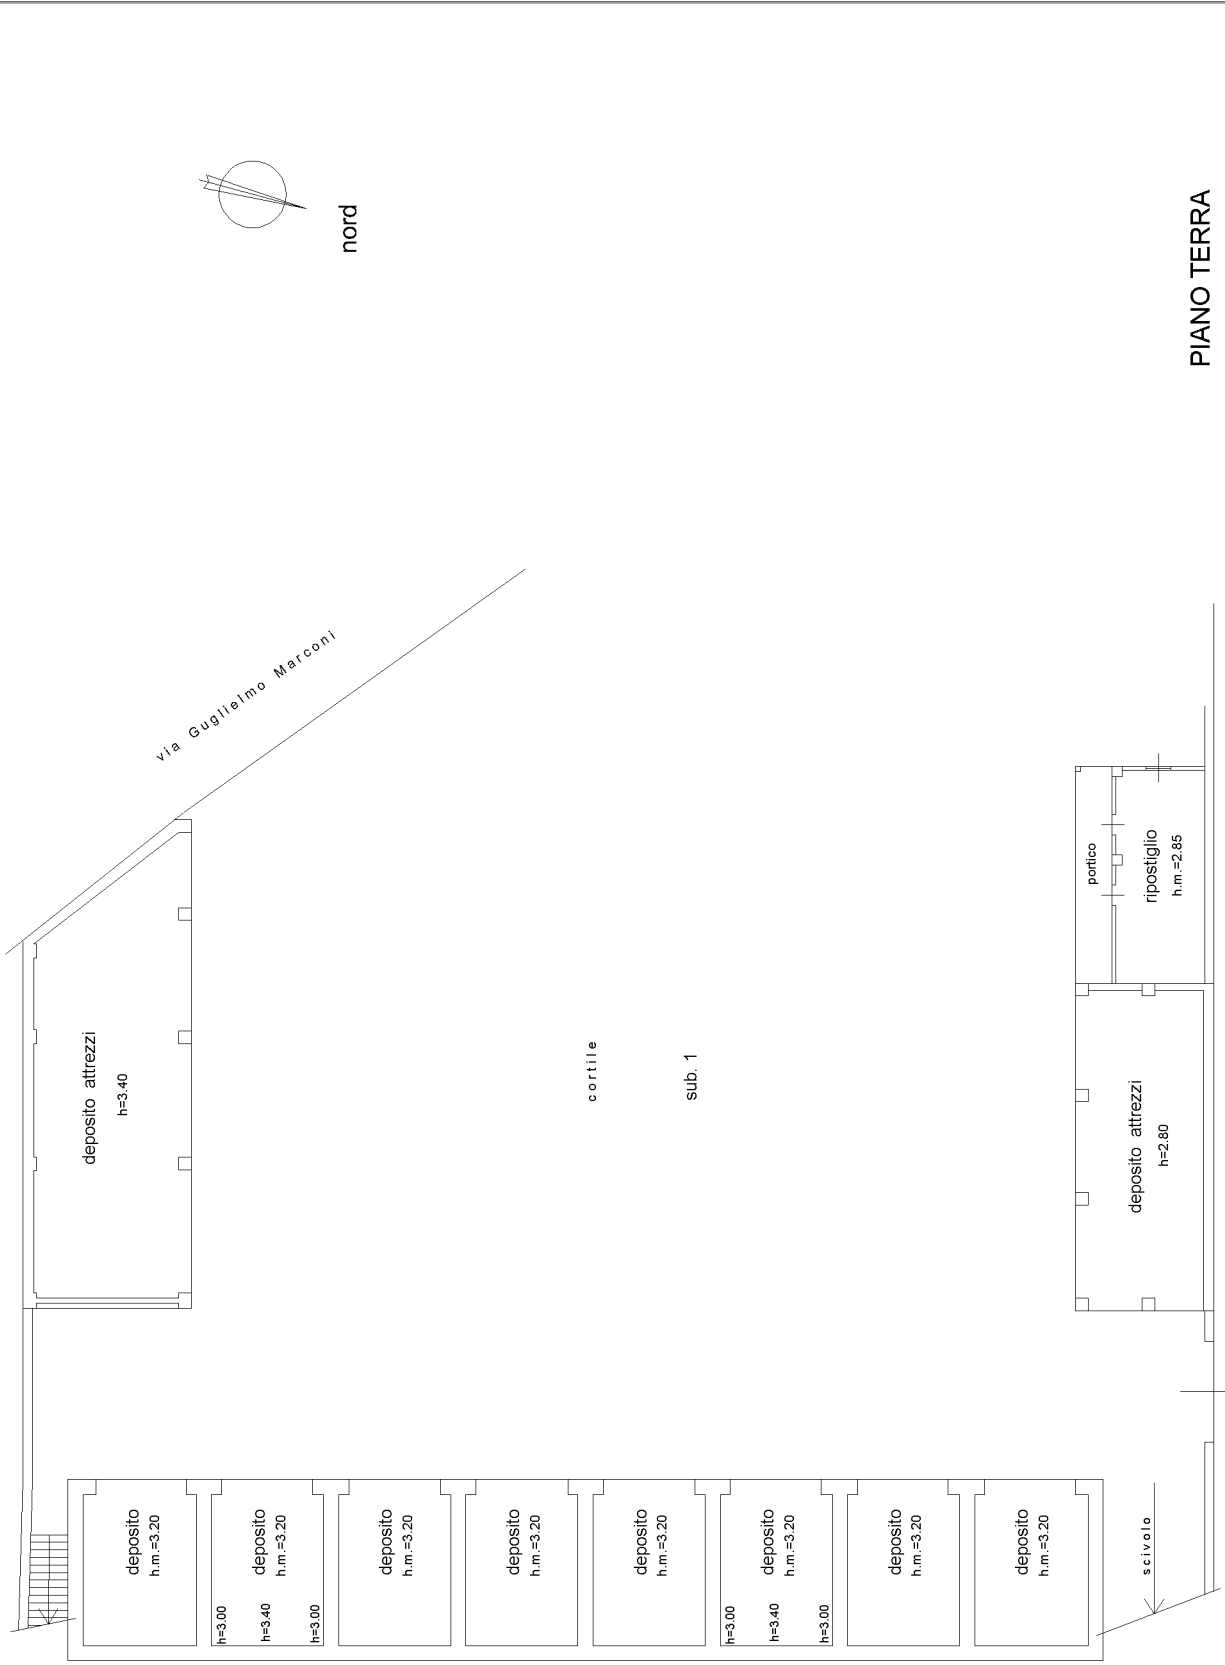 nord
PIANO TERRA
via Guglielmo Marconi
deposito attrezzi
h=3.40
cortile
sub. 1
portico
ripostiglio
h.m.=2.85
deposito attrezzi
h=2.80
deposito
h.m.=3.20
deposito
h.m.=3.20
h=3.00
h=3.40
h=3.00
deposito
h.m.=3.20
deposito
h.m.=3.20
deposito
h.m.=3.20
deposito
h.m.=3.20
h=3.00
h=3.40
h=3.00
deposito
h.m.=3.20
deposito
h.m.=3.20
scivolo